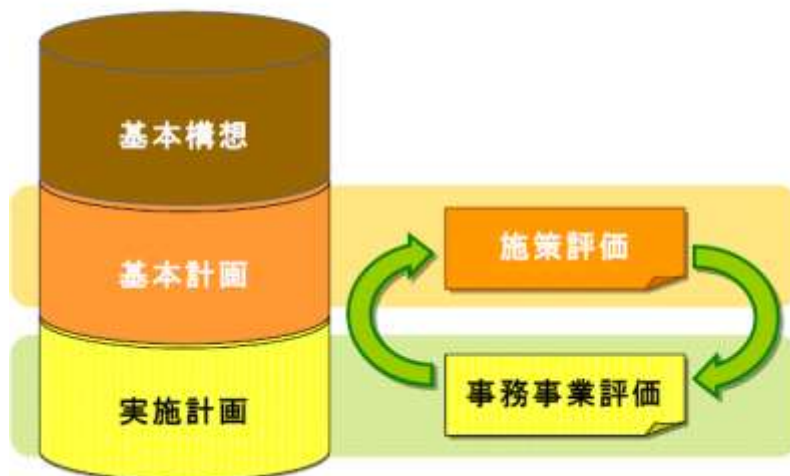 基本構想
基本計画
施策評価
実施計画
事務事業評価